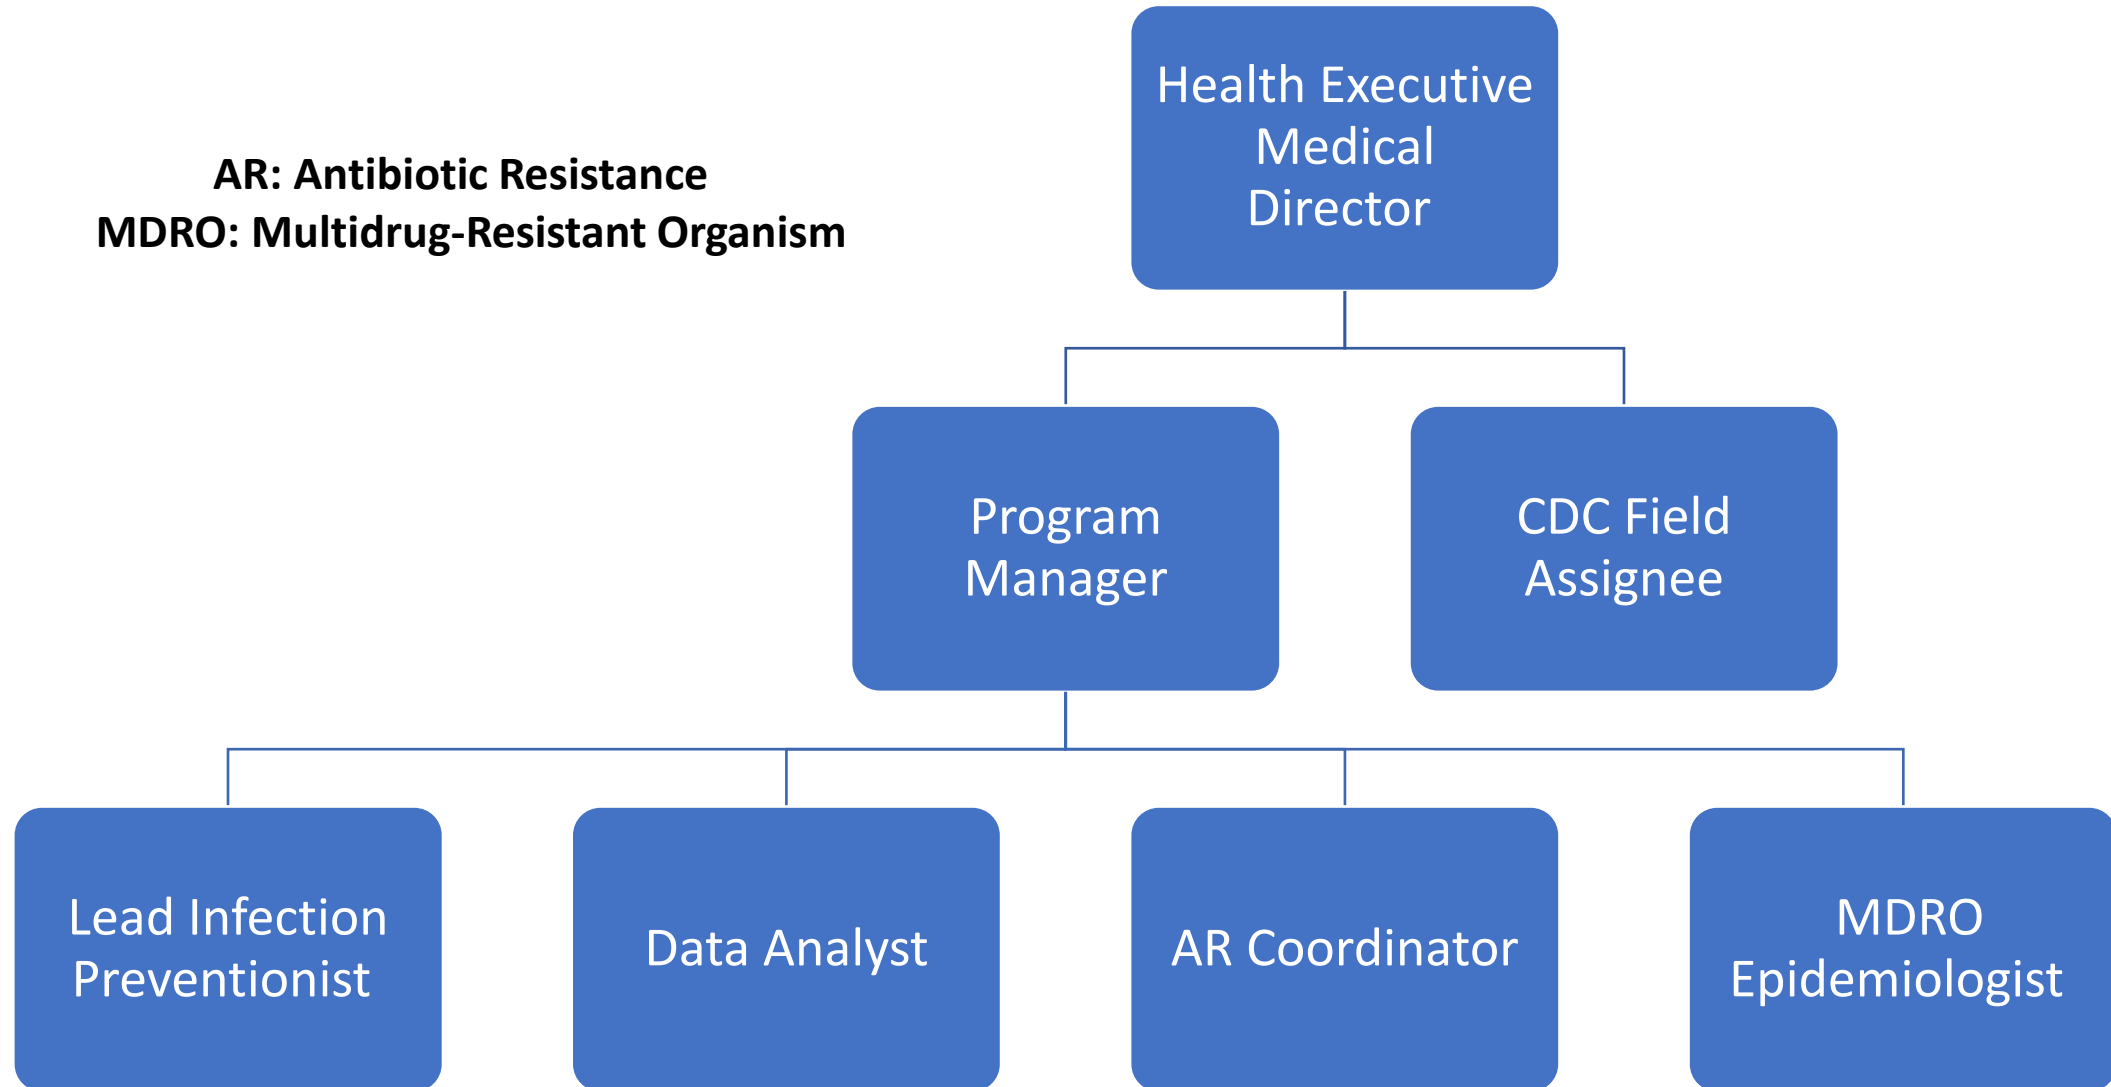 AR: Antibiotic Resistance
MDRO: Multidrug-Resistant Organism
Health Executive
Medical
Director
Program
Manager
CDC Field
Assignee
Lead Infection
Preventionist
Data Analyst
AR Coordinator
MDRO
Epidemiologist